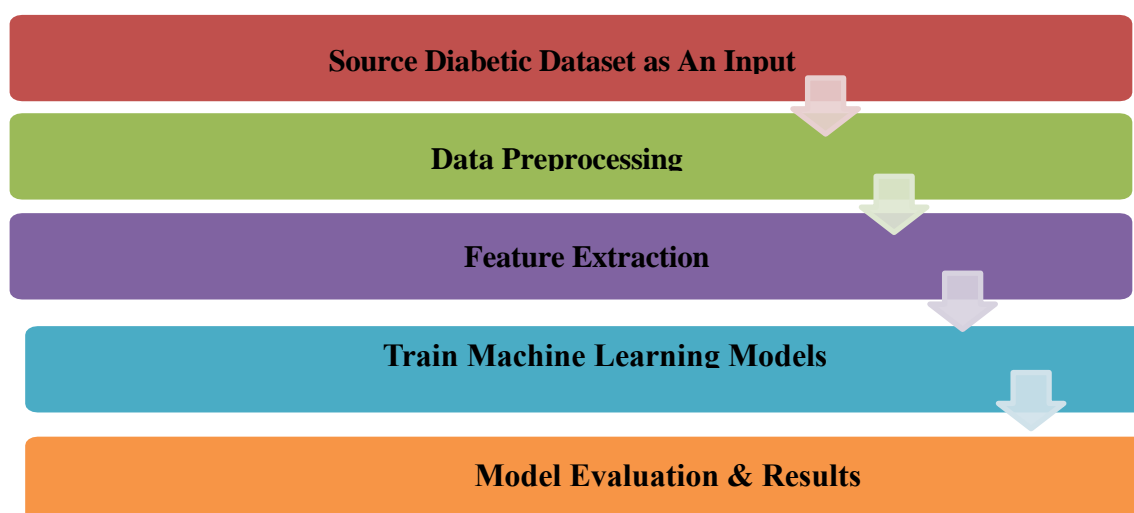 Source Diabetic Dataset as An Input
Data Preprocessing
Feature Extraction
Train Machine Learning Models
Model Evaluation & Results